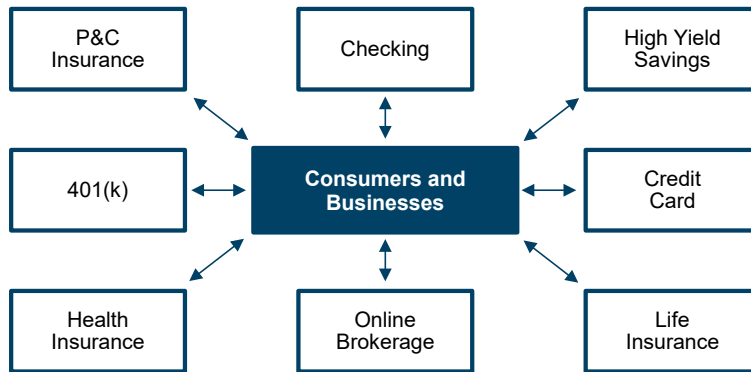 P&C
Insurance
Checking
High Yield
Savings
401(k)
Consumers and
Businesses
Credit
Card
Health
Insurance
Online
Brokerage
Life
Insurance